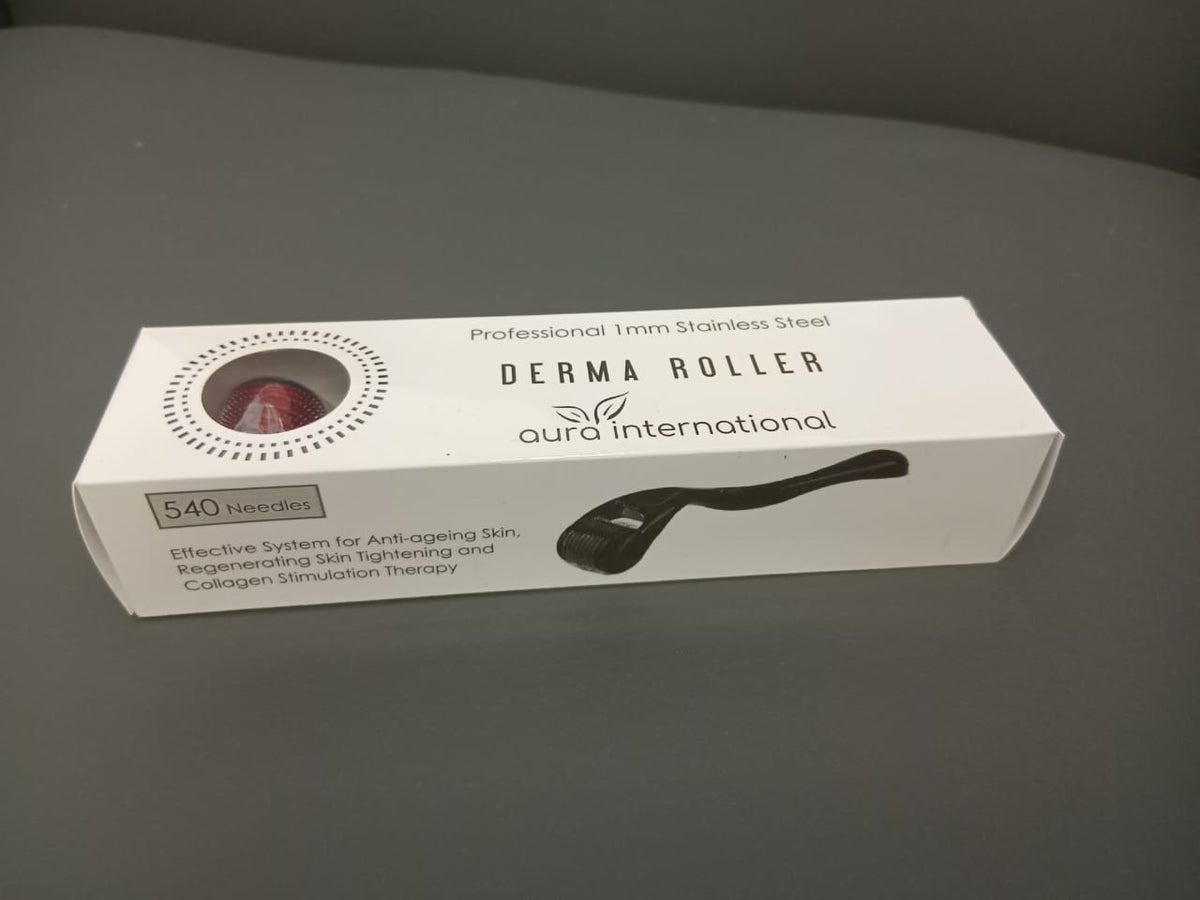 Professional 1mm Stainless Steel
DERMA ROLLER
aura international
540 Needles
Effective System for Anti-ageing Skin,
Regenerating Skin Tightening and
Collagen Stimulation Therapy